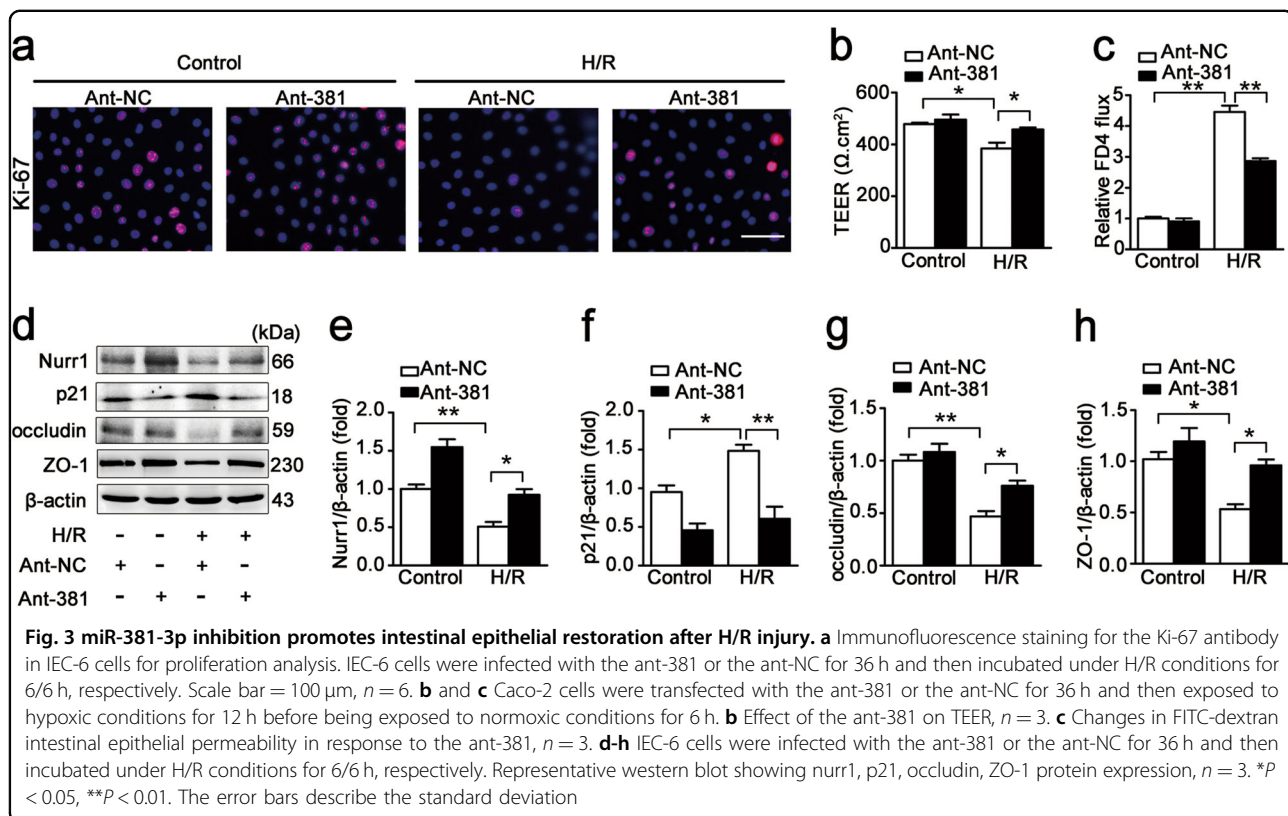 a
Control
H/R
Ant-NC
Ant-381
Ant-NC
Ant-381
Ki-67
b
Ant-NC
Ant-381
*
*
600
400
200
0
TEER (Ω.cm²)
Control
H/R
c
Ant-NC
Ant-381
**
**
5
4
3
2
1
0
Relative FD4 flux
Control
H/R
d
(kDa)
Nurr1 66
p21 18
occludin 59
ZO-1 230
β-actin 43
H/R - - + +
Ant-NC + - + -
Ant-381 - + - +
e
Ant-NC
Ant-381
**
*
2.0
1.5
1.0
0.5
0.0
Nurr1/β-actin (fold)
Control
H/R
f
Ant-NC
Ant-381
*
**
2.0
1.5
1.0
0.5
0.0
p21/β-actin (fold)
Control
H/R
g
Ant-NC
Ant-381
**
*
1.5
1.0
0.5
0.0
occludin/β-actin (fold)
Control
H/R
h
Ant-NC
Ant-381
*
*
1.5
1.0
0.5
0.0
ZO-1/β-actin (fold)
Control
H/R
Fig. 3 miR-381-3p inhibition promotes intestinal epithelial restoration after H/R injury. a Immunofluorescence staining for the Ki-67 antibody
in IEC-6 cells for proliferation analysis. IEC-6 cells were infected with the ant-381 or the ant-NC for 36 h and then incubated under H/R conditions for
6/6 h, respectively. Scale bar = 100 μm, n = 6. b and c Caco-2 cells were transfected with the ant-381 or the ant-NC for 36 h and then exposed to
hypoxic conditions for 12 h before being exposed to normoxic conditions for 6 h. b Effect of the ant-381 on TEER, n = 3. c Changes in FITC-dextran
intestinal epithelial permeability in response to the ant-381, n = 3. d-h IEC-6 cells were infected with the ant-381 or the ant-NC for 36 h and then
incubated under H/R conditions for 6/6 h, respectively. Representative western blot showing nurr1, p21, occludin, ZO-1 protein expression, n = 3. *P
< 0.05, **P < 0.01. The error bars describe the standard deviation